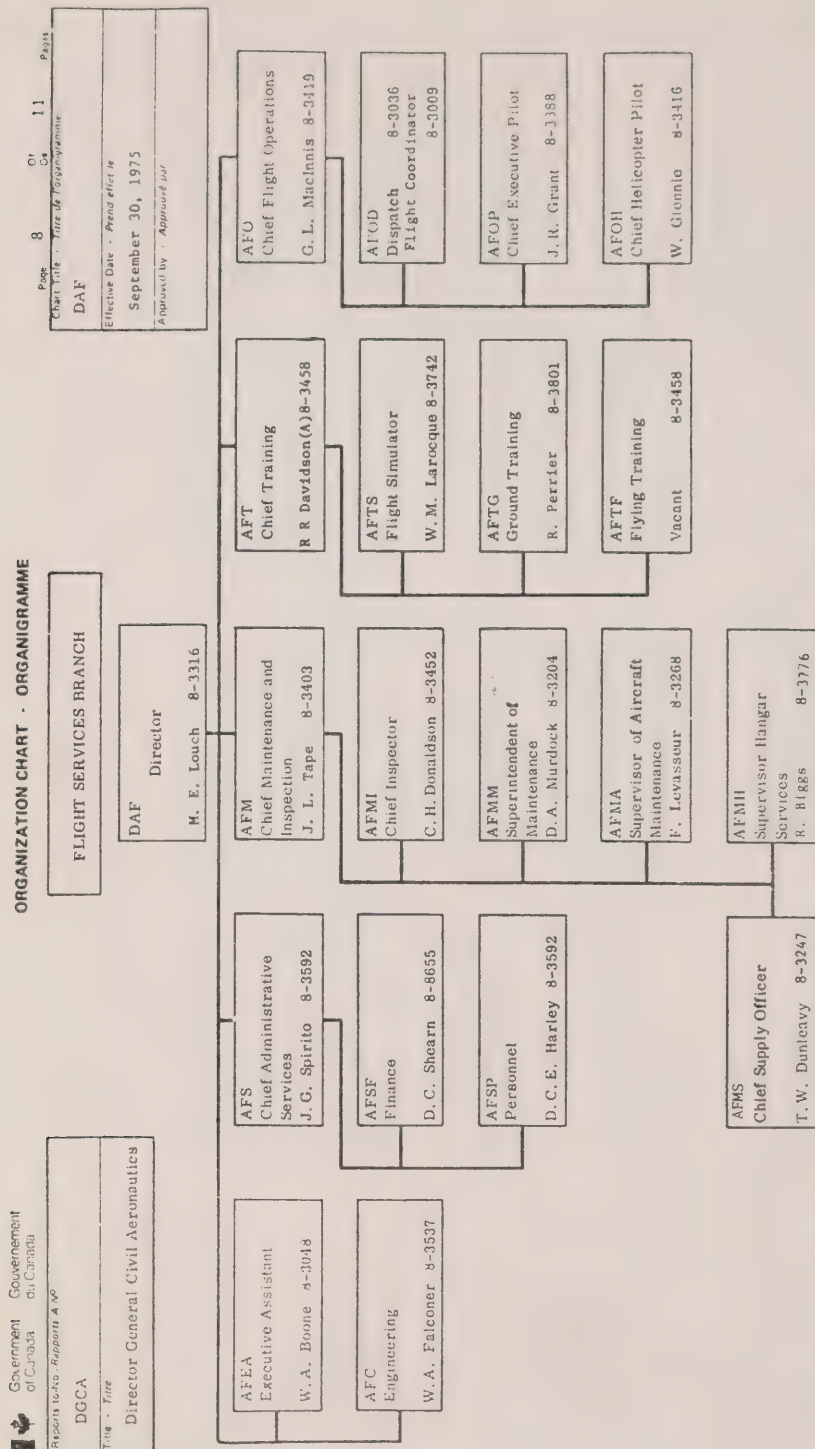 Government Gouvernement
of Canada du Canada
ORGANIZATION CHART - ORGANIGRAMME
Page 8 Of De 11 Pages
Reports to-No - Rapports A Nº
DGCA
Title - Titre
Director General Civil Aeronautics
Chart Title - Titre de l'organigramme
DAF
Effective Date - Prend effet le
September 30, 1975
Approved by - Approuvé par
FLIGHT SERVICES BRANCH
DAF
Director
M. E. Louch 8-3316
AFEA
Executive Assistant
W.A. Boone 8-3048
AFC
Engineering
W.A. Falconer 8-3537
AFS
Chief Administrative
Services
J.G. Spirito 8-3592
AFSF
Finance
D.C. Shearn 8-8655
AFSP
Personnel
D.C.E. Harley 8-3592
AFM
Chief Maintenance and
Inspection
J.L. Tape 8-3403
AFMI
Chief Inspector
C.H. Donaldson 8-3452
AFMM
Superintendent of
Maintenance
D.A. Murdock 8-3204
AFMA
Supervisor of Aircraft
Maintenance
F. Levasseur 8-3268
AFMS
Chief Supply Officer
T.W. Dunleavy 8-3247
AFMH
Supervisor Hangar
Services
R. Biggs 8-3776
AFT
Chief Training
R R Davidson(A)8-3458
AFTS
Flight Simulator
W.M. Larocque 8-3742
AFTG
Ground Training
R. Perrier 8-3801
AFTF
Flying Training
Vacant 8-3458
AFO
Chief Flight Operations
G.L. MacInnis 8-3419
AFOD
Dispatch 8-3036
Flight Coordinator
8-3009
AFOP
Chief Executive Pilot
J.R. Grant 8-3388
AFOH
Chief Helicopter Pilot
W. Glennie 8-3416